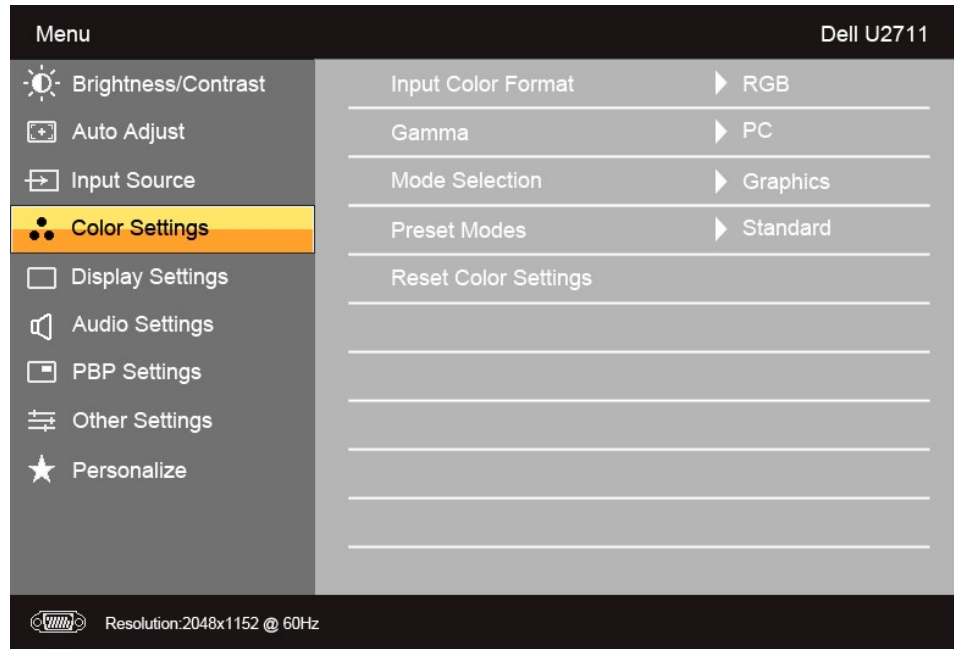 Menu Dell U2711
Brightness/Contrast Input Color Format RGB
Auto Adjust Gamma PC
Input Source Mode Selection Graphics
Color Settings Preset Modes Standard
Display Settings Reset Color Settings
Audio Settings
PBP Settings
Other Settings
Personalize
Resolution:2048x1152 @ 60Hz